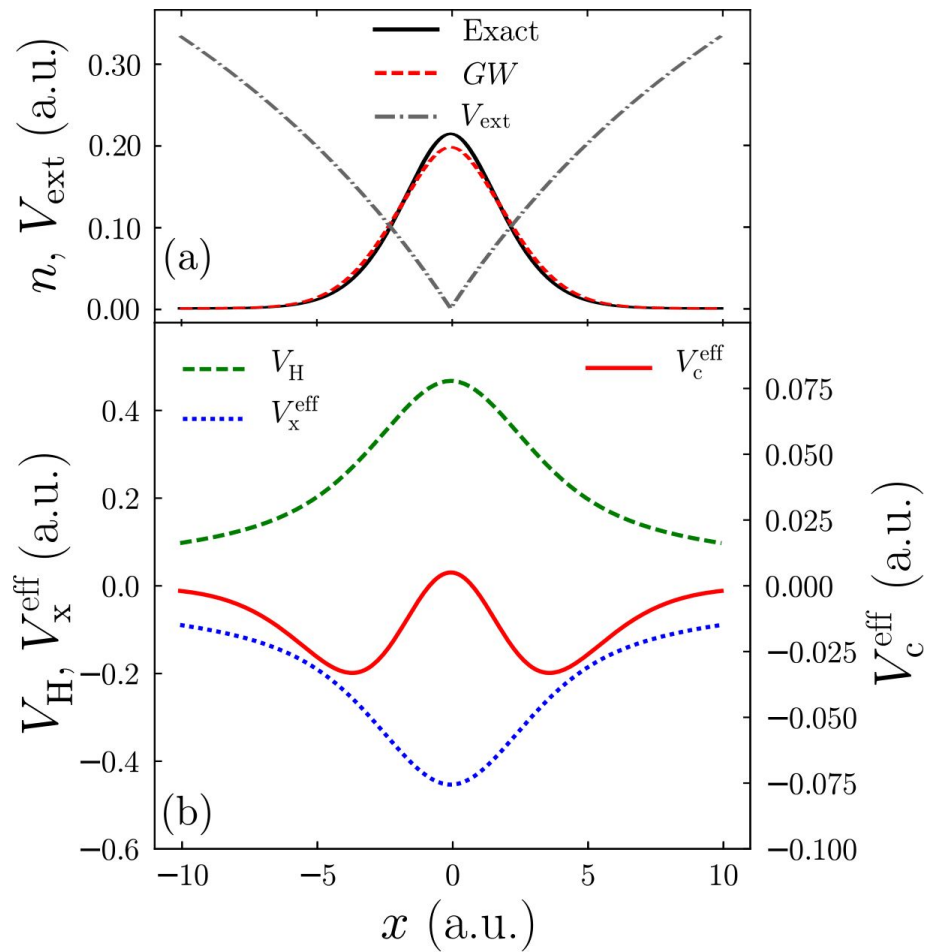 n, V_ext (a.u.)
0.30
0.20
0.10
0.00
Exact
GW
V_ext
(a)
V_H, V_x^eff (a.u.)
0.4
0.2
0.0
−0.2
−0.4
−0.6
V_H
V_x^eff
V_c^eff
0.075
0.050
0.025
0.000
−0.025
−0.050
−0.075
−0.100
V_c^eff (a.u.)
(b)
−10
−5
0
5
10
x (a.u.)